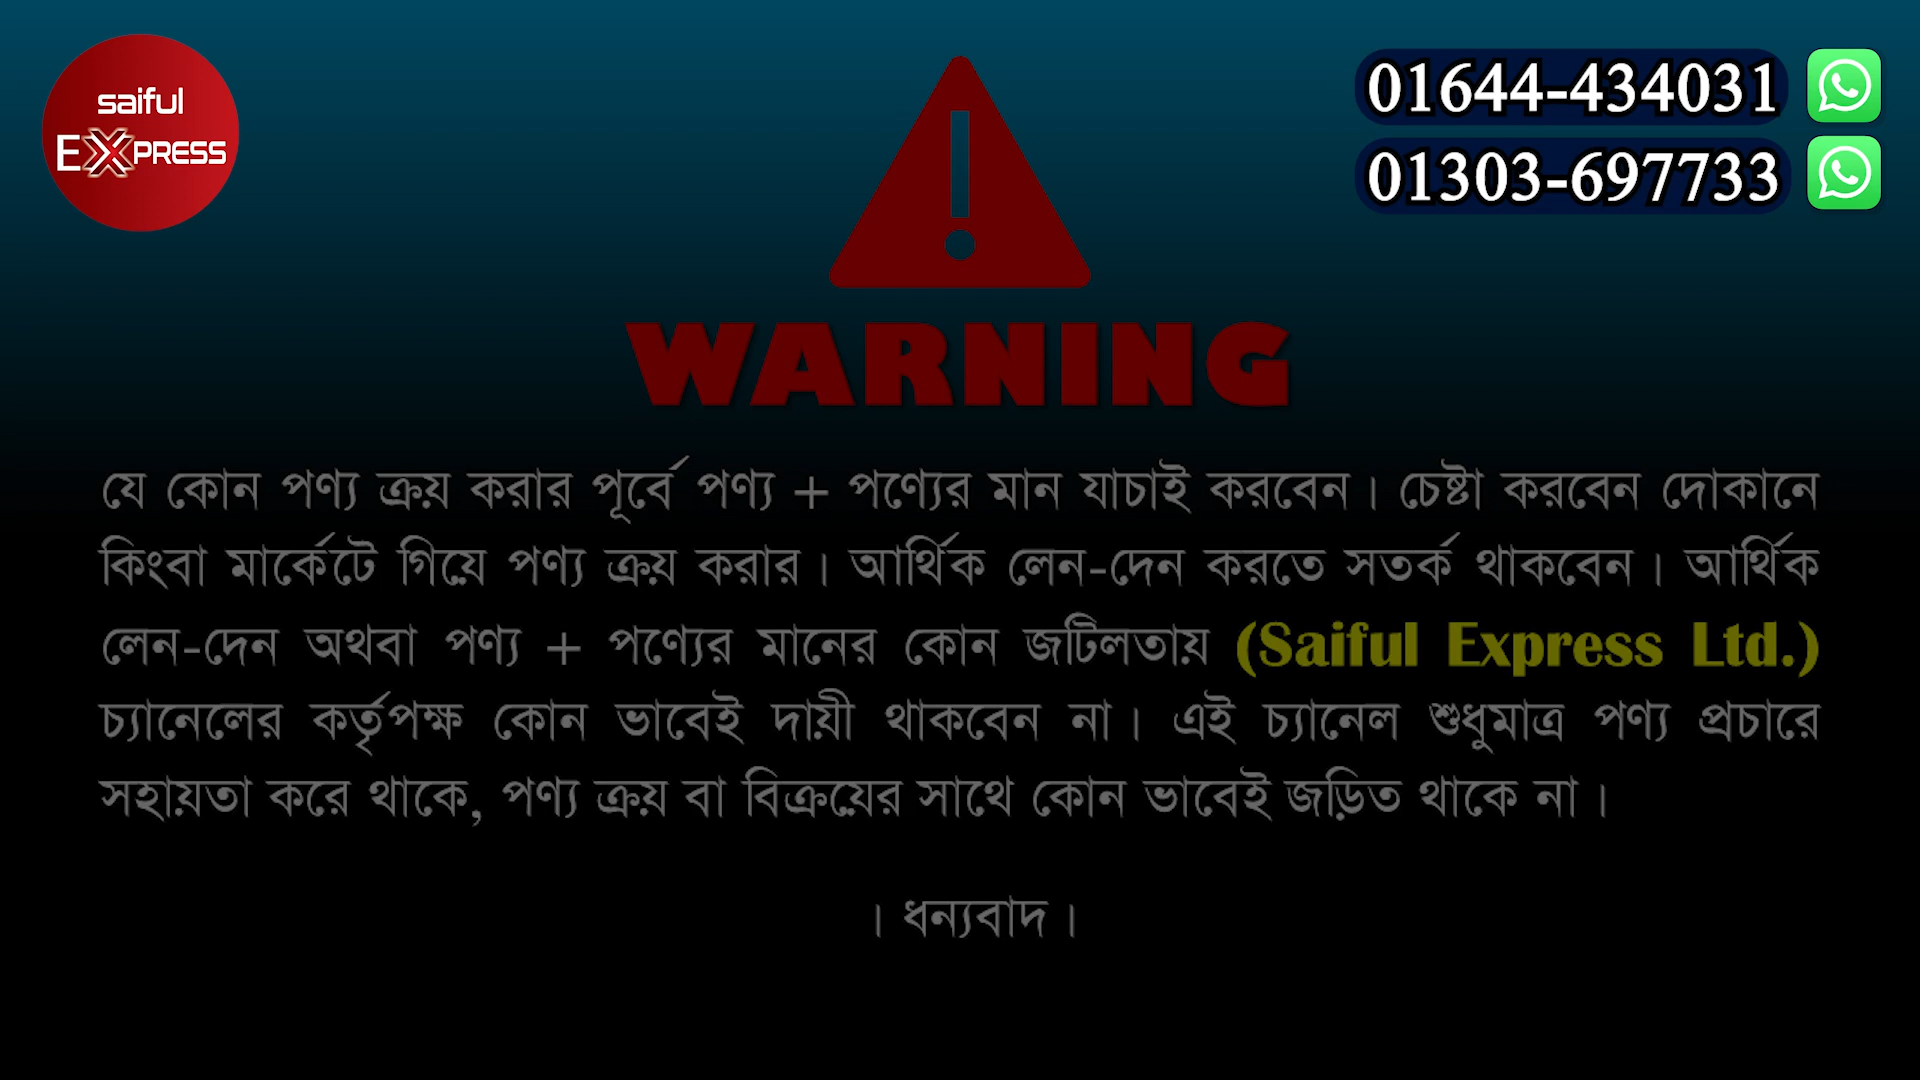 saiful
EXPRESS
01644-434031
01303-697733
WARNING
যে কোন পণ্য ক্রয় করার পূর্বে পণ্য + পণ্যের মান যাচাই করবেন। চেষ্টা করবেন দোকানে
কিংবা মার্কেটে গিয়ে পণ্য ক্রয় করার। আর্থিক লেন-দেন করতে সতর্ক থাকবেন। আর্থিক
লেন-দেন অথবা পণ্য + পণ্যের মানের কোন জটিলতায় (Saiful Express Ltd.)
চ্যানেলের কর্তৃপক্ষ কোন ভাবেই দায়ী থাকবেন না। এই চ্যানেল শুধুমাত্র পণ্য প্রচারে
সহায়তা করে থাকে, পণ্য ক্রয় বা বিক্রয়ের সাথে কোন ভাবেই জড়িত থাকে না।
। ধন্যবাদ ।